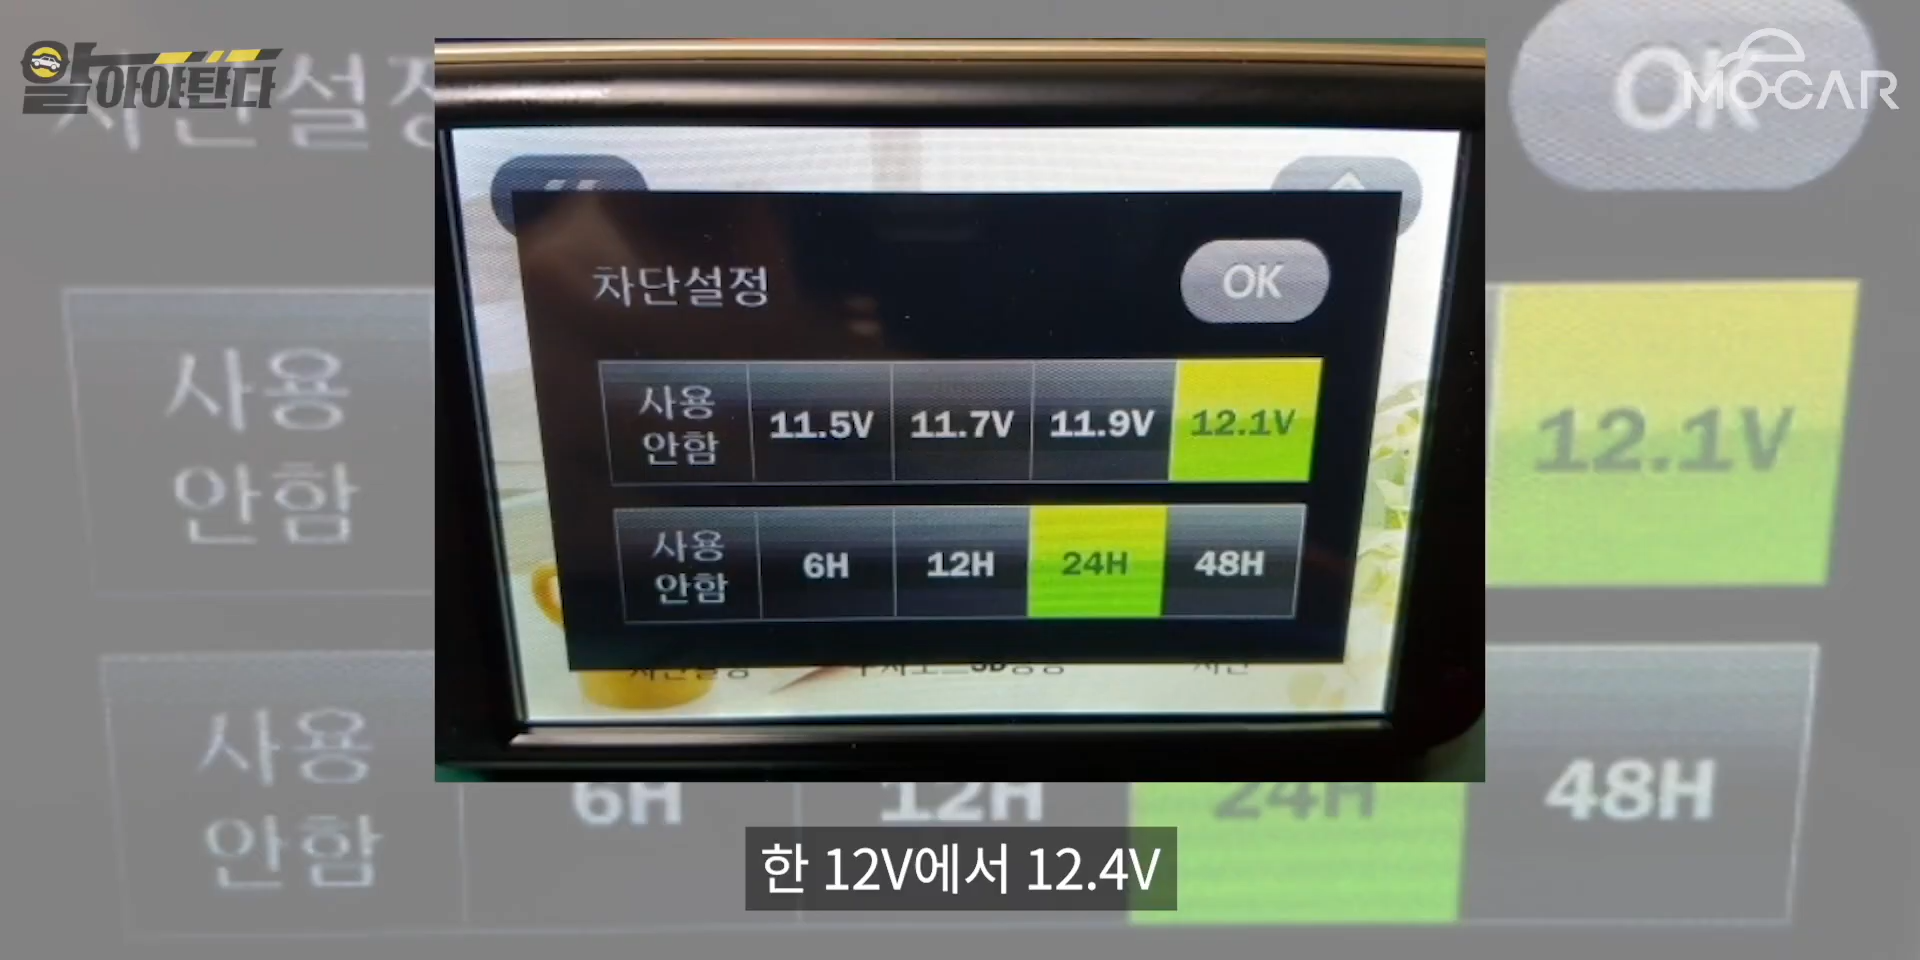 알아야탄다
MOCAR
차단설정
OK
사용 안함
11.5V
11.7V
11.9V
12.1V
사용 안함
6H
12H
24H
48H
한 12V에서 12.4V